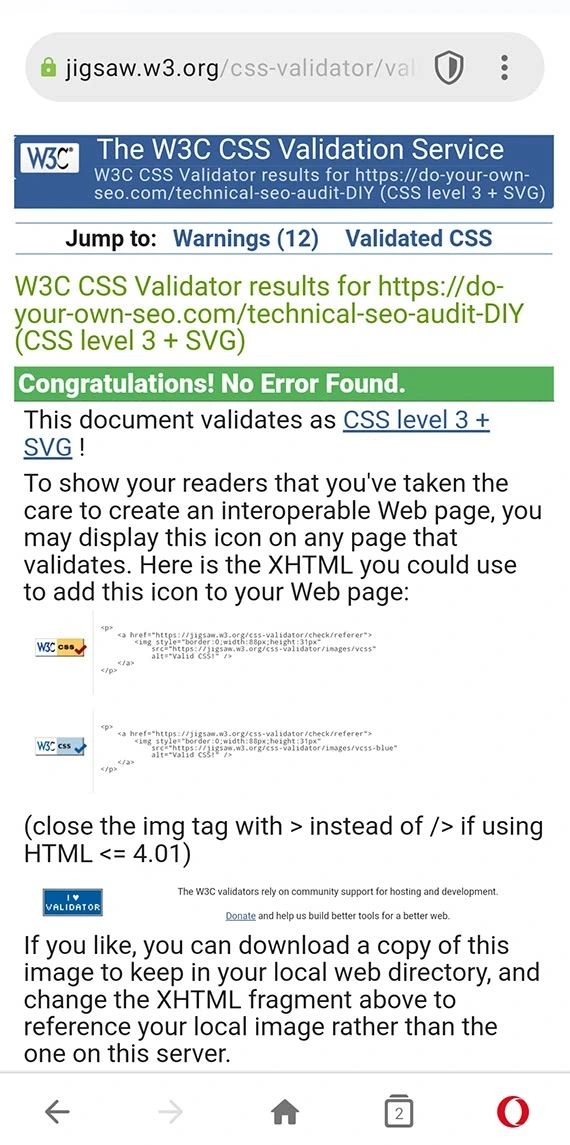 jigsaw.w3.org/css-validator/val
W3C® The W3C CSS Validation Service
W3C CSS Validator results for https://do-your-own-
seo.com/technical-seo-audit-DIY (CSS level 3 + SVG)
Jump to: Warnings (12) Validated CSS
W3C CSS Validator results for https://do-
your-own-seo.com/technical-seo-audit-DIY
(CSS level 3 + SVG)
Congratulations! No Error Found.
This document validates as CSS level 3 +
SVG !
To show your readers that you've taken the
care to create an interoperable Web page, you
may display this icon on any page that
validates. Here is the XHTML you could use
to add this icon to your Web page:
<p>
<a href="https://jigsaw.w3.org/css-validator/check/referer">
W3C css
<img style="border:0;width:88px;height:31px"
src="https://jigsaw.w3.org/css-validator/images/vcss"
alt="Valid CSS!" />
</a>
</p>
<p>
<a href="https://jigsaw.w3.org/css-validator/check/referer">
W3C css
<img style="border:0;width:88px;height:31px"
src="https://jigsaw.w3.org/css-validator/images/vcss-blue"
alt="Valid CSS!" />
</a>
</p>
(close the img tag with > instead of /> if using
HTML <= 4.01)
I ♥
VALIDATOR
The W3C validators rely on community support for hosting and development.
Donate and help us build better tools for a better web.
If you like, you can download a copy of this
image to keep in your local web directory, and
change the XHTML fragment above to
reference your local image rather than the
one on this server.
2